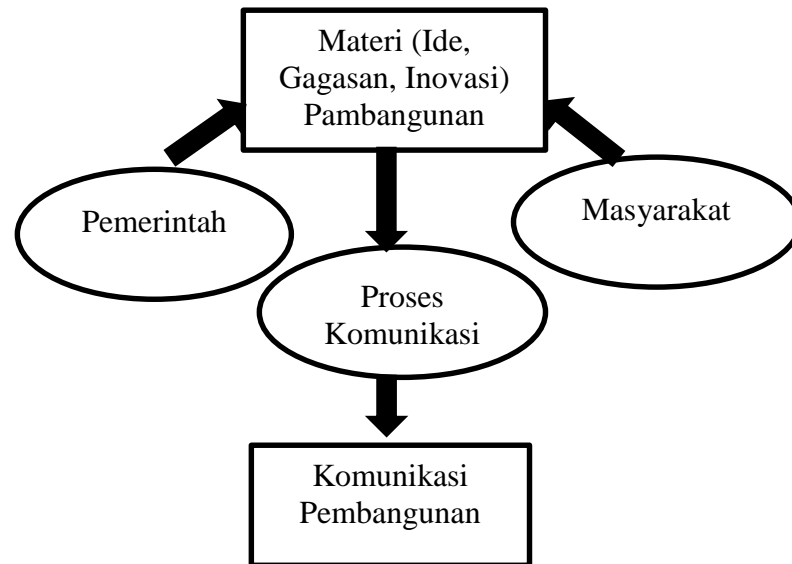 Materi (Ide,
Gagasan, Inovasi)
Pambangunan
Pemerintah
Masyarakat
Proses
Komunikasi
Komunikasi
Pembangunan